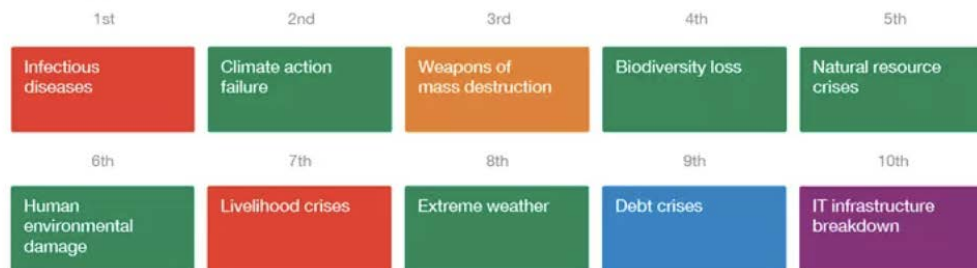 1st
2nd
3rd
4th
5th
Infectious
diseases
Climate action
failure
Weapons of
mass destruction
Biodiversity loss
Natural resource
crises
6th
7th
8th
9th
10th
Human
environmental
damage
Livelihood crises
Extreme weather
Debt crises
IT infrastructure
breakdown